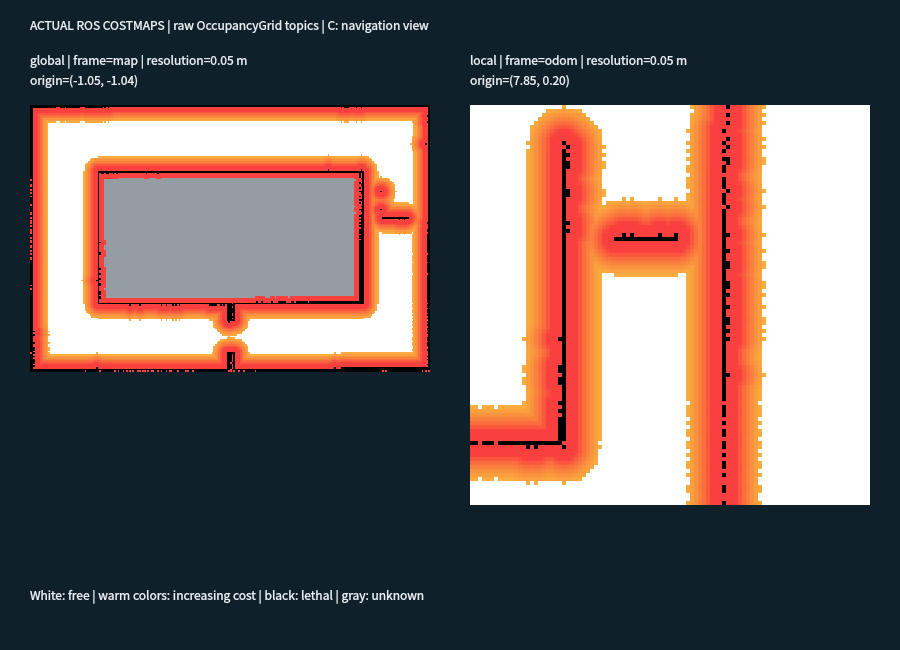 ACTUAL ROS COSTMAPS | raw OccupancyGrid topics | C: navigation view
global | frame=map | resolution=0.05 m
origin=(-1.05, -1.04)
local | frame=odom | resolution=0.05 m
origin=(7.85, 0.20)
White: free | warm colors: increasing cost | black: lethal | gray: unknown